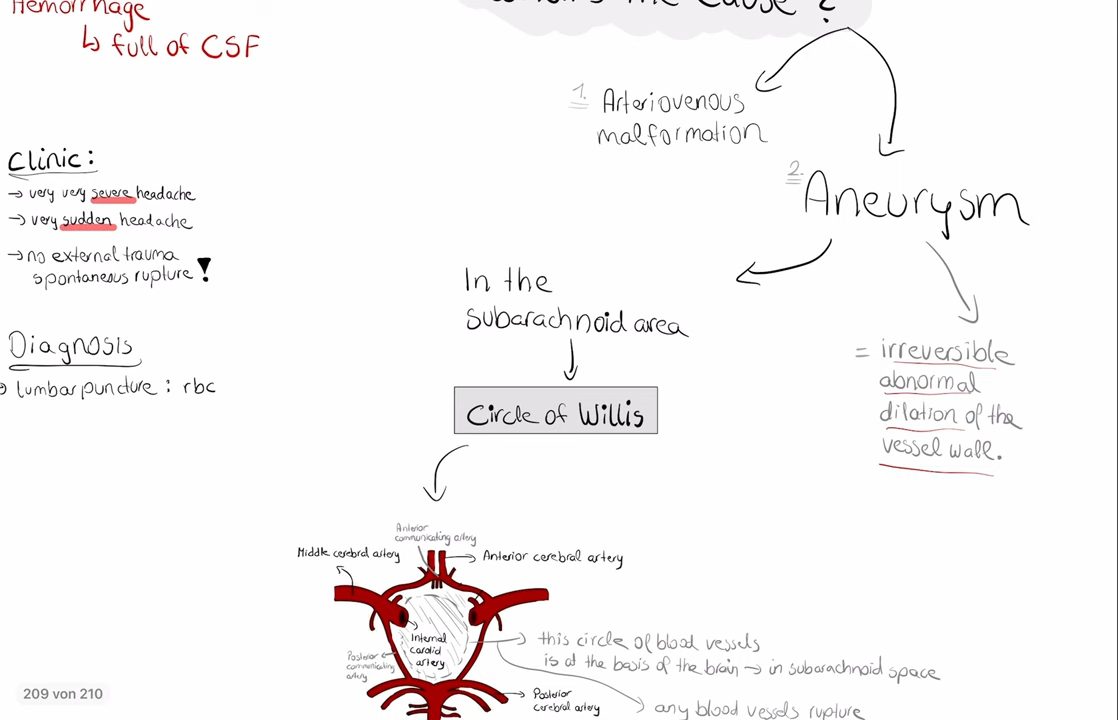 Hemorrhage
↳ full of CSF
What's the cause ?
1. Arteriovenous
malformation
2. Aneurysm
Clinic:
→ very very severe headache
→ very sudden headache
→ no external trauma
spontaneous rupture !
In the
subarachnoid area
= irreversible
abnormal
dilation of the
vessel wall.
Diagnosis
→ lumbar puncture : rbc
Circle of Willis
Anterior
communicating artery
Middle cerebral artery
Anterior cerebral artery
Internal
carotid
artery
Posterior
communicating
artery
this circle of blood vessels
is at the basis of the brain → in subarachnoid space
Posterior
cerebral artery
any blood vessels rupture
209 von 210